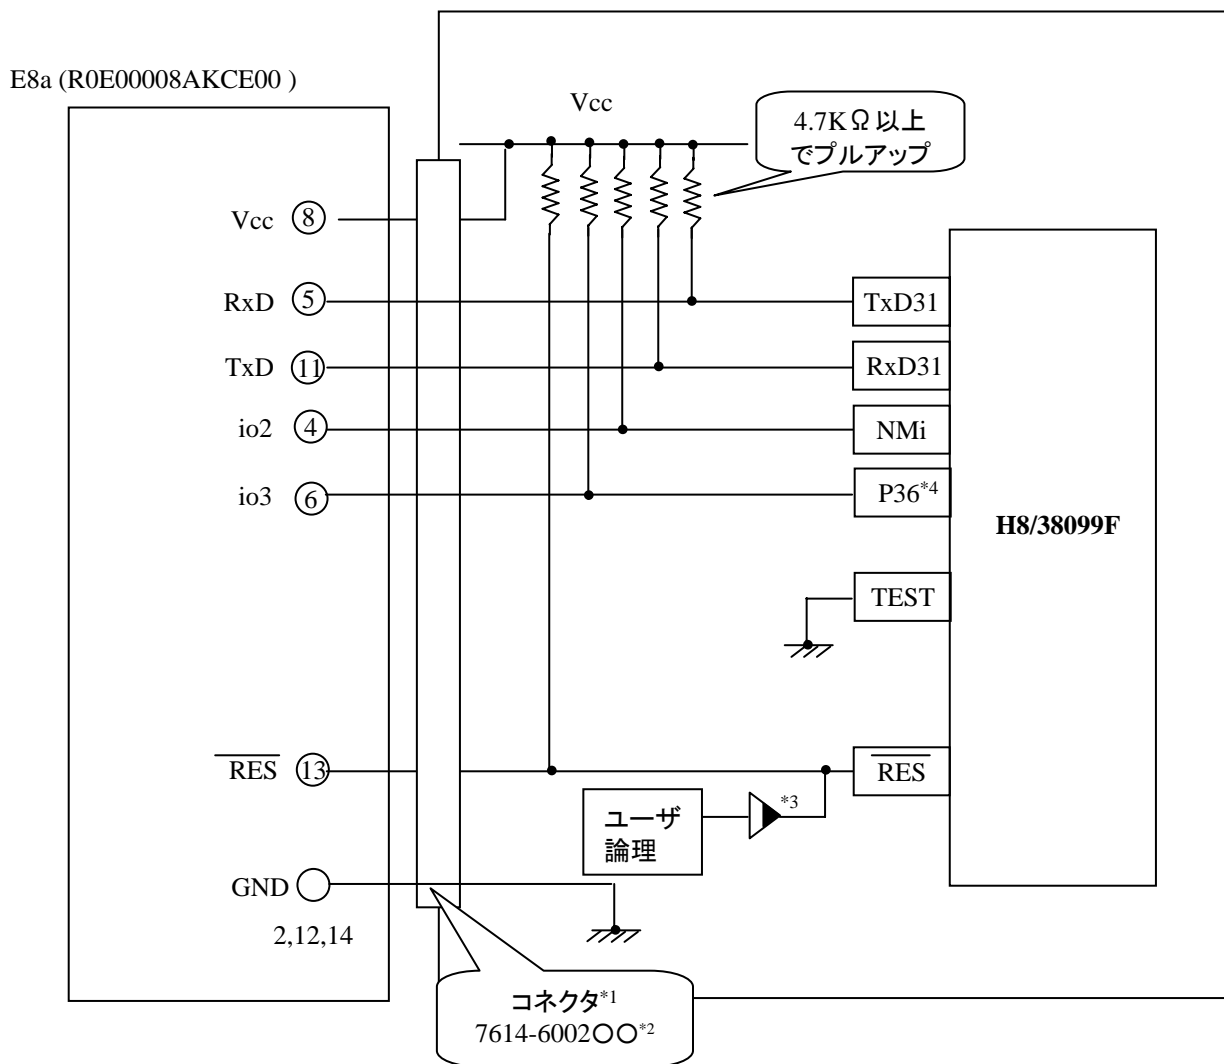 E8a (R0E00008AKCE00 )
Vcc
4.7KΩ以上
でプルアップ
Vcc ⑧
RxD ⑤
TxD31
TxD ⑪
RxD31
io2 ④
NMi
io3 ⑥
P36*4
H8/38099F
TEST
RES ⑬
RES
ユーザ
論理
*3
GND ○
2,12,14
コネクタ*1
7614-6002○○*2